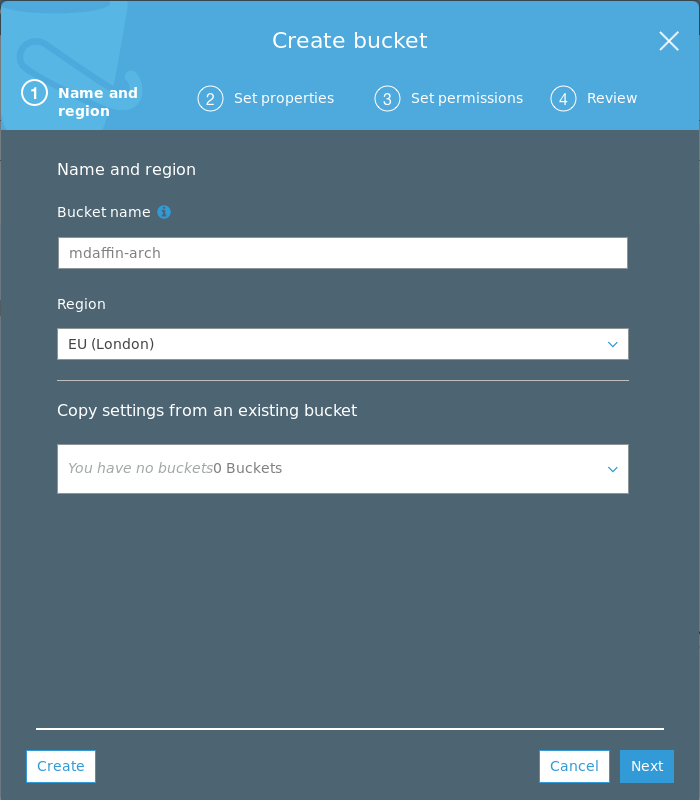 Create bucket
1 Name and
region
2 Set properties
3 Set permissions
4 Review
Name and region
Bucket name
mdaffin-arch
Region
EU (London)
Copy settings from an existing bucket
You have no buckets0 Buckets
Create
Cancel
Next